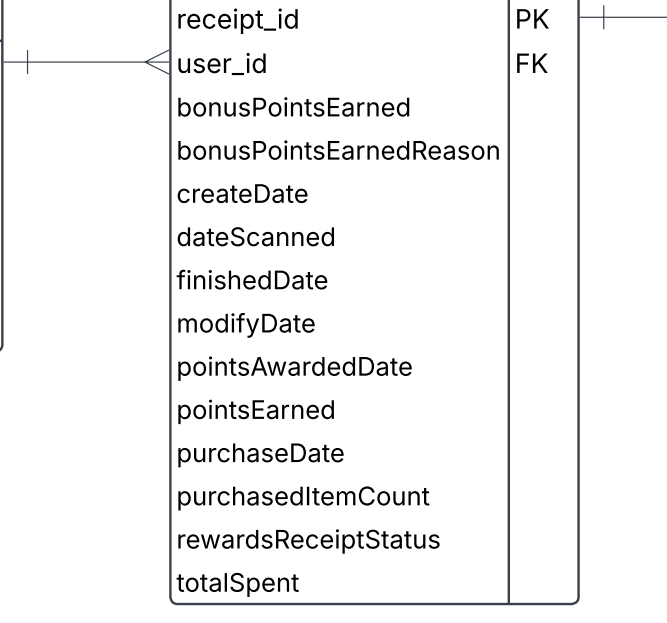 receipt_id PK
user_id FK
bonusPointsEarned
bonusPointsEarnedReason
createDate
dateScanned
finishedDate
modifyDate
pointsAwardedDate
pointsEarned
purchaseDate
purchasedItemCount
rewardsReceiptStatus
totalSpent